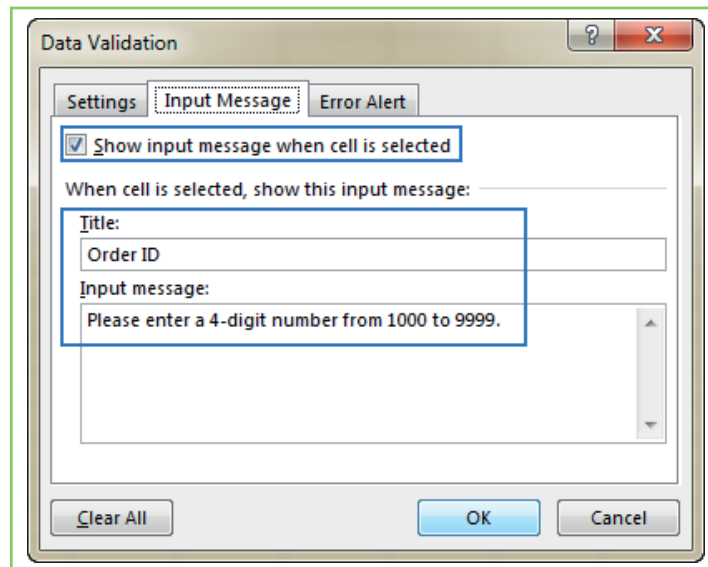 Data Validation
Settings Input Message Error Alert
Show input message when cell is selected
When cell is selected, show this input message:
Title:
Order ID
Input message:
Please enter a 4-digit number from 1000 to 9999.
Clear All OK Cancel